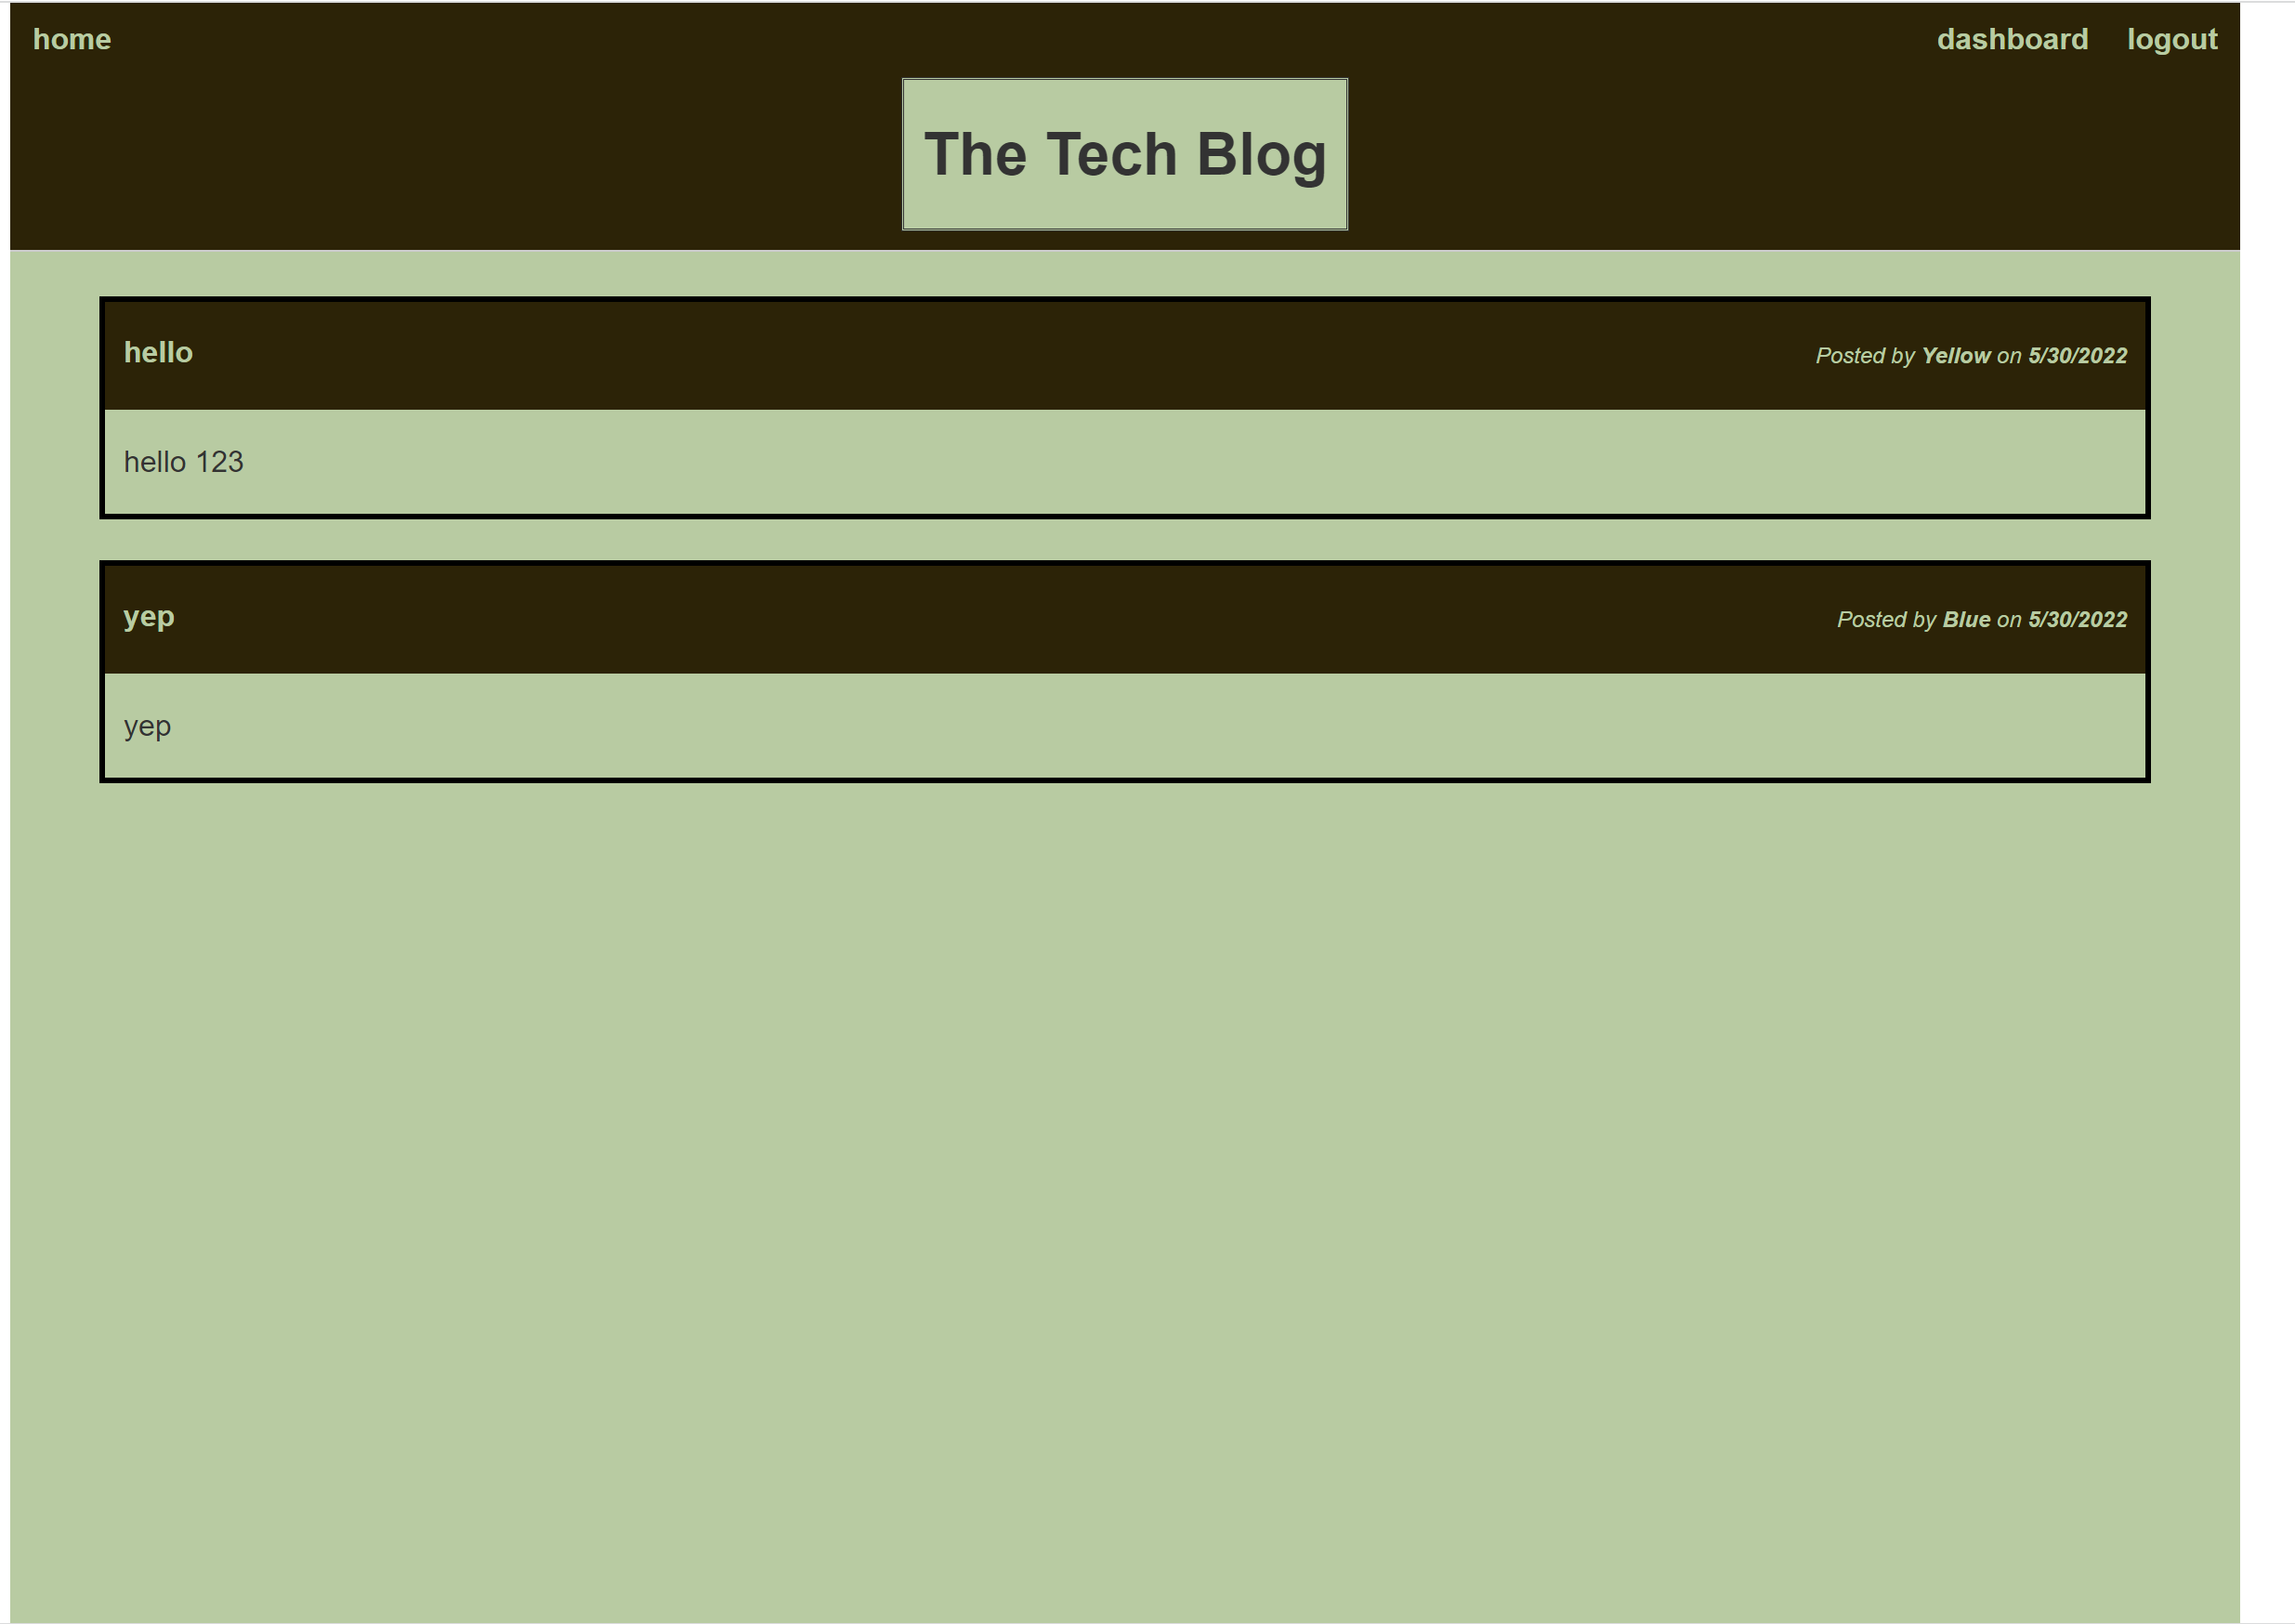 home dashboard logout
The Tech Blog
hello Posted by Yellow on 5/30/2022
hello 123
yep Posted by Blue on 5/30/2022
yep